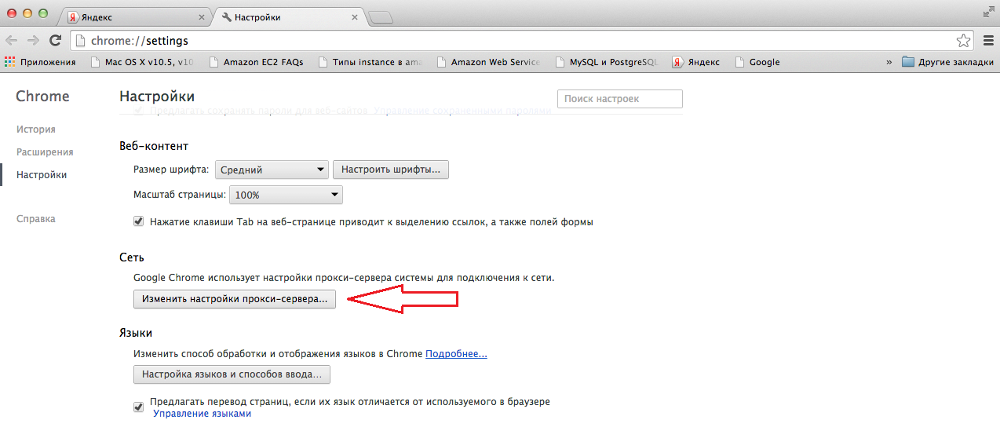 Яндекс
Настройки
chrome://settings
Приложения Mac OS X v10.5, v10 Amazon EC2 FAQs Типы instance в ama Amazon Web Service MySQL и PostgreSQL Яндекс Google » Другие закладки
Chrome
История
Расширения
Настройки
Справка
Настройки
Поиск настроек
Предлагать сохранять пароли для веб-сайтов. Управление сохраненными паролями
Веб-контент
Размер шрифта: Средний Настроить шрифты...
Масштаб страницы: 100%
Нажатие клавиши Tab на веб-странице приводит к выделению ссылок, а также полей формы
Сеть
Google Chrome использует настройки прокси-сервера системы для подключения к сети.
Изменить настройки прокси-сервера...
Языки
Изменить способ обработки и отображения языков в Chrome Подробнее...
Настройка языков и способов ввода...
Предлагать перевод страниц, если их язык отличается от используемого в браузере
Управление языками